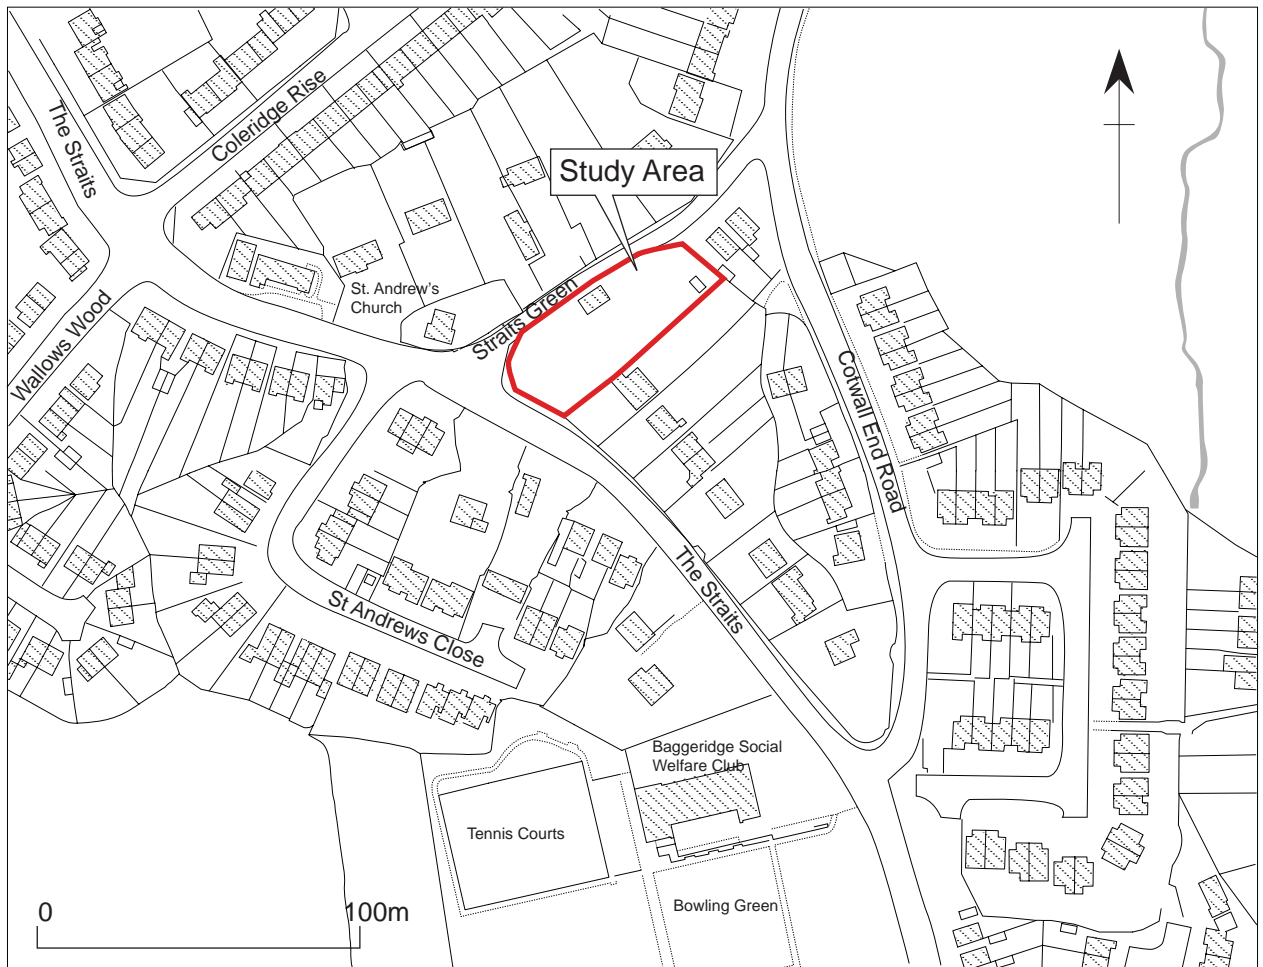 The Straits
Coleridge Rise
Study Area
St. Andrew's
Church
Straits Green
Wallows Wood
Cotwall End Road
The Straits
St Andrews Close
Baggeridge Social
Welfare Club
Tennis Courts
Bowling Green
0 100m